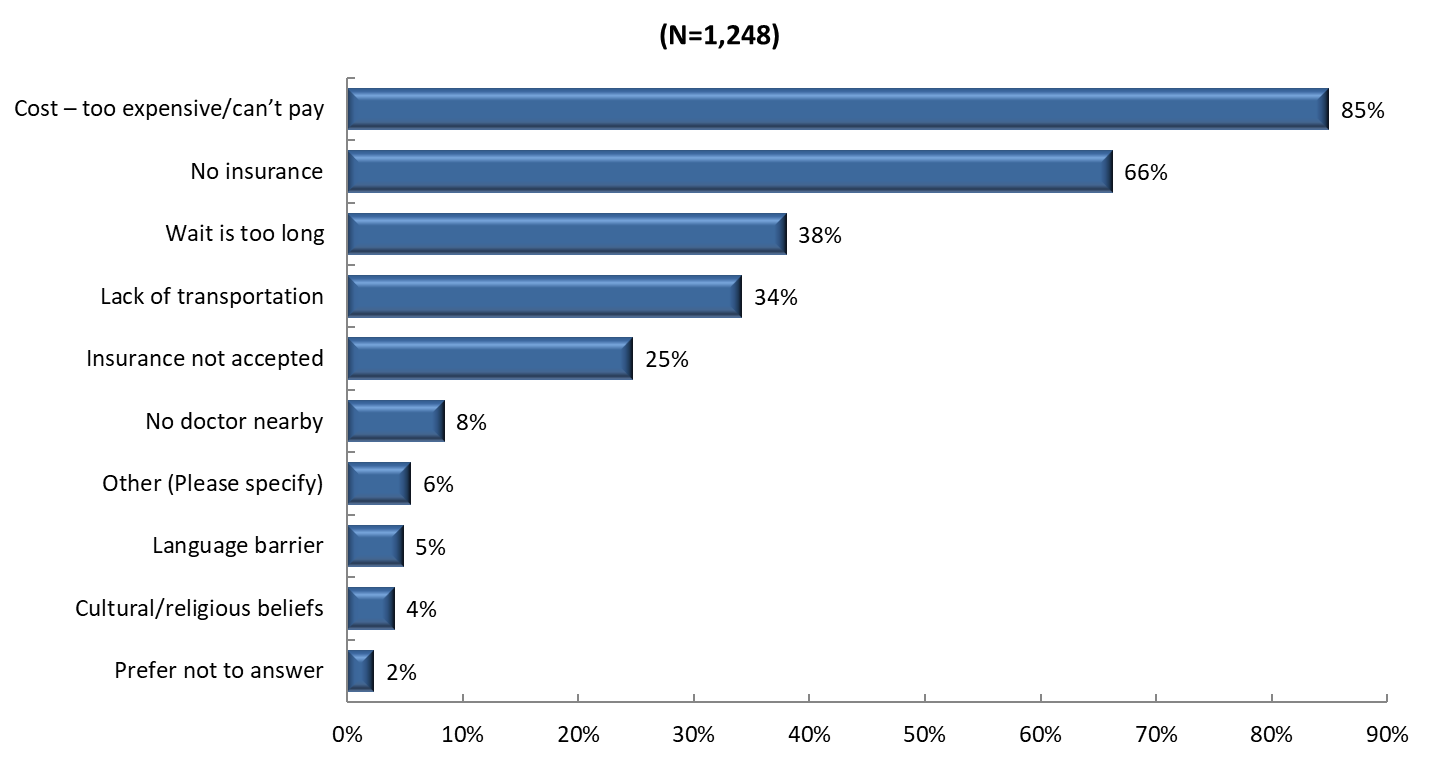 (N=1,248)
Cost – too expensive/can’t pay
85%
No insurance
66%
Wait is too long
38%
Lack of transportation
34%
Insurance not accepted
25%
No doctor nearby
8%
Other (Please specify)
6%
Language barrier
5%
Cultural/religious beliefs
4%
Prefer not to answer
2%
0% 10% 20% 30% 40% 50% 60% 70% 80% 90%